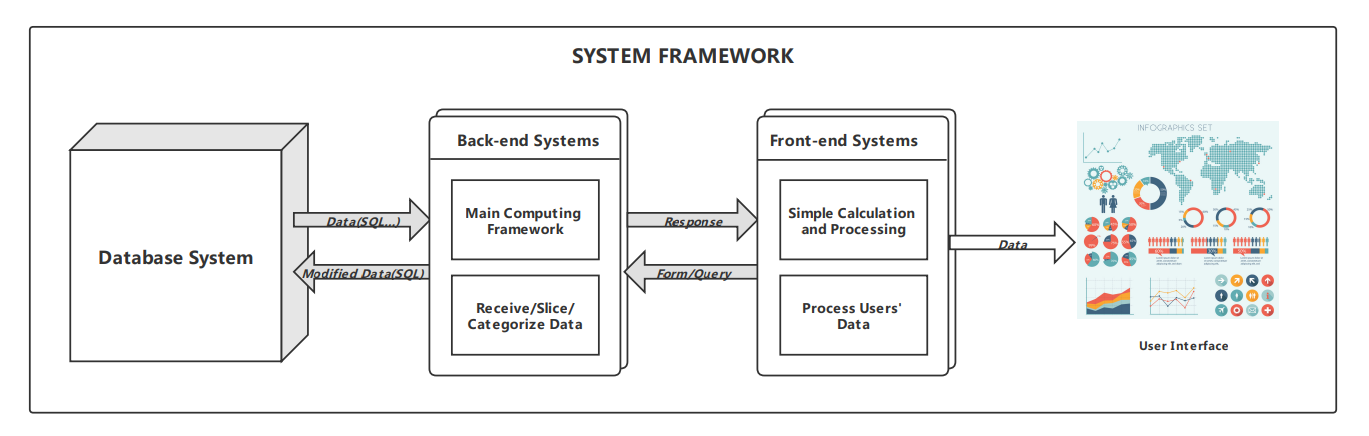 SYSTEM FRAMEWORK
Database System
Data(SQL...)
Modified Data(SQL)
Back-end Systems
Main Computing
Framework
Receive/Slice/
Categorize Data
Response
Form/Query
Front-end Systems
Simple Calculation
and Processing
Process Users'
Data
Data
INFOGRAPHICS SET
User Interface